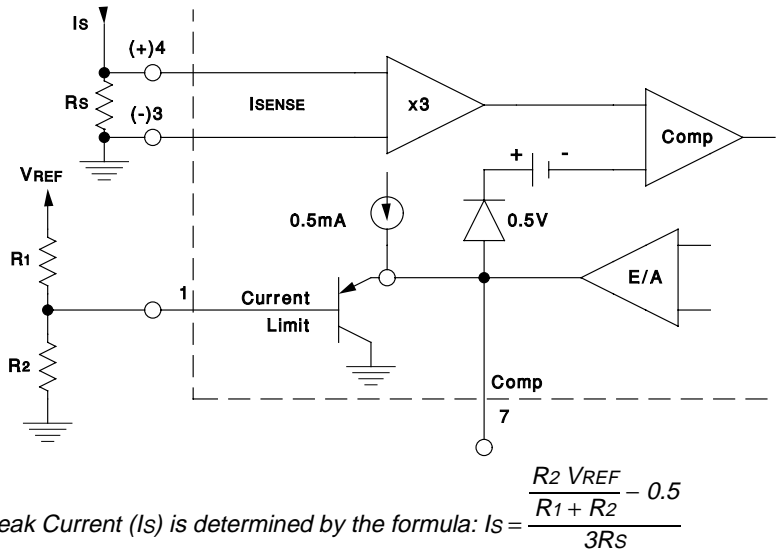 Is
(+)4
Rs
(-)3
ISENSE
x3
Comp
VREF
+ -
0.5mA
0.5V
R1
E/A
1
Current
Limit
R2
Comp
7
eak Current (Is) is determined by the formula: Is = (R2 VREF / (R1 + R2) − 0.5) / 3Rs